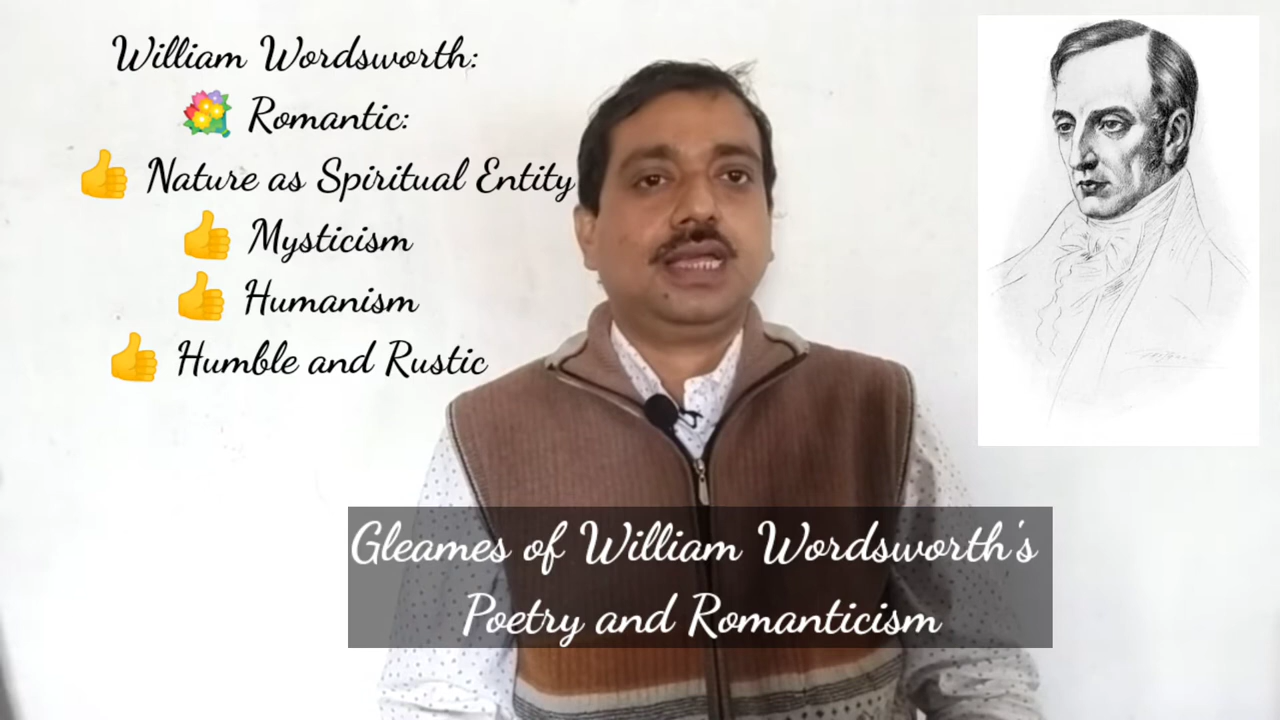 William Wordsworth:
💐 Romantic:
👍 Nature as Spiritual Entity
👍 Mysticism
👍 Humanism
👍 Humble and Rustic
Gleames of William Wordsworth's
Poetry and Romanticism